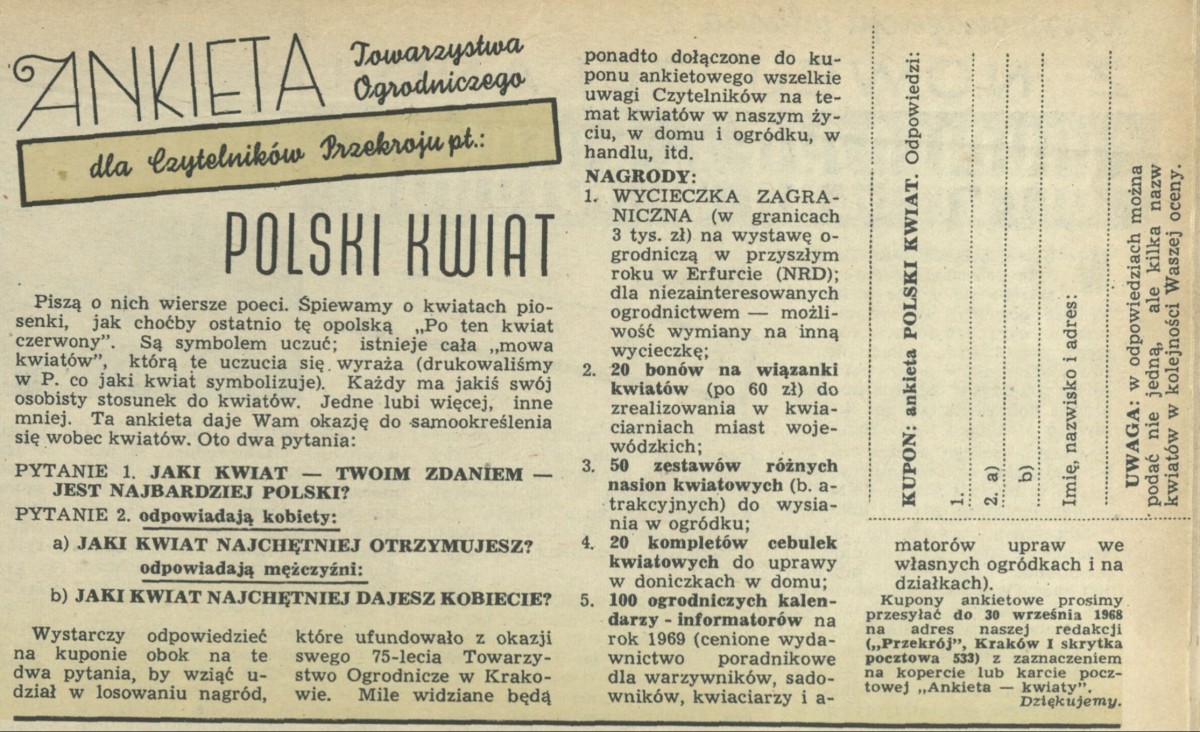 ANKIETA Towarzystwa
Ogrodniczego
dla Czytelników Przekroju pt.:
POLSKI KWIAT
Piszą o nich wiersze poeci. Śpiewamy o kwiatach pio-
senki, jak choćby ostatnio tę opolską „Po ten kwiat
czerwony”. Są symbolem uczuć; istnieje cała „mowa
kwiatów”, którą te uczucia się wyraża (drukowaliśmy
w P. co jaki kwiat symbolizuje). Każdy ma jakiś swój
osobisty stosunek do kwiatów. Jedne lubi więcej, inne
mniej. Ta ankieta daje Wam okazję do samookreślenia
się wobec kwiatów. Oto dwa pytania:
PYTANIE 1. JAKI KWIAT — TWOIM ZDANIEM —
JEST NAJBARDZIEJ POLSKI?
PYTANIE 2. odpowiadają kobiety:
a) JAKI KWIAT NAJCHĘTNIEJ OTRZYMUJESZ?
odpowiadają mężczyźni:
b) JAKI KWIAT NAJCHĘTNIEJ DAJESZ KOBIECIE?
Wystarczy odpowiedzieć
na kuponie obok na te
dwa pytania, by wziąć u-
dział w losowaniu nagród,
które ufundowało z okazji
swego 75-lecia Towarzy-
stwo Ogrodnicze w Krako-
wie. Mile widziane będą
ponadto dołączone do ku-
ponu ankietowego wszelkie
uwagi Czytelników na te-
mat kwiatów w naszym ży-
ciu, w domu i ogródku, w
handlu, itd.
NAGRODY:
1. WYCIECZKA ZAGRA-
NICZNA (w granicach
3 tys. zł) na wystawę o-
grodniczą w przyszłym
roku w Erfurcie (NRD);
dla niezainteresowanych
ogrodnictwem — możli-
wość wymiany na inną
wycieczkę;
2. 20 bonów na wiązanki
kwiatów (po 60 zł) do
zrealizowania w kwia-
ciarniach miast woje-
wódzkich;
3. 50 zestawów różnych
nasion kwiatowych (b. a-
trakcyjnych) do wysia-
nia w ogródku;
4. 20 kompletów cebulek
kwiatowych do uprawy
w doniczkach w domu;
5. 100 ogrodniczych kalen-
darzy - informatorów na
rok 1969 (cenione wyda-
wnictwo poradnikowe
dla warzywników, sado-
wników, kwiaciarzy i a-
matorów upraw we
własnych ogródkach i na
działkach).
Kupony ankietowe prosimy
przesyłać do 30 września 1968
na adres naszej redakcji
(„Przekrój”, Kraków I skrytka
pocztowa 533) z zaznaczeniem
na kopercie lub karcie pocz-
towej „Ankieta — kwiaty”.
Dziękujemy.
KUPON: ankieta POLSKI KWIAT. Odpowiedzi:
1.
2. a)
b)
Imię, nazwisko i adres:
UWAGA: w odpowiedziach można
podać nie jedną, ale kilka nazw
kwiatów w kolejności Waszej oceny.